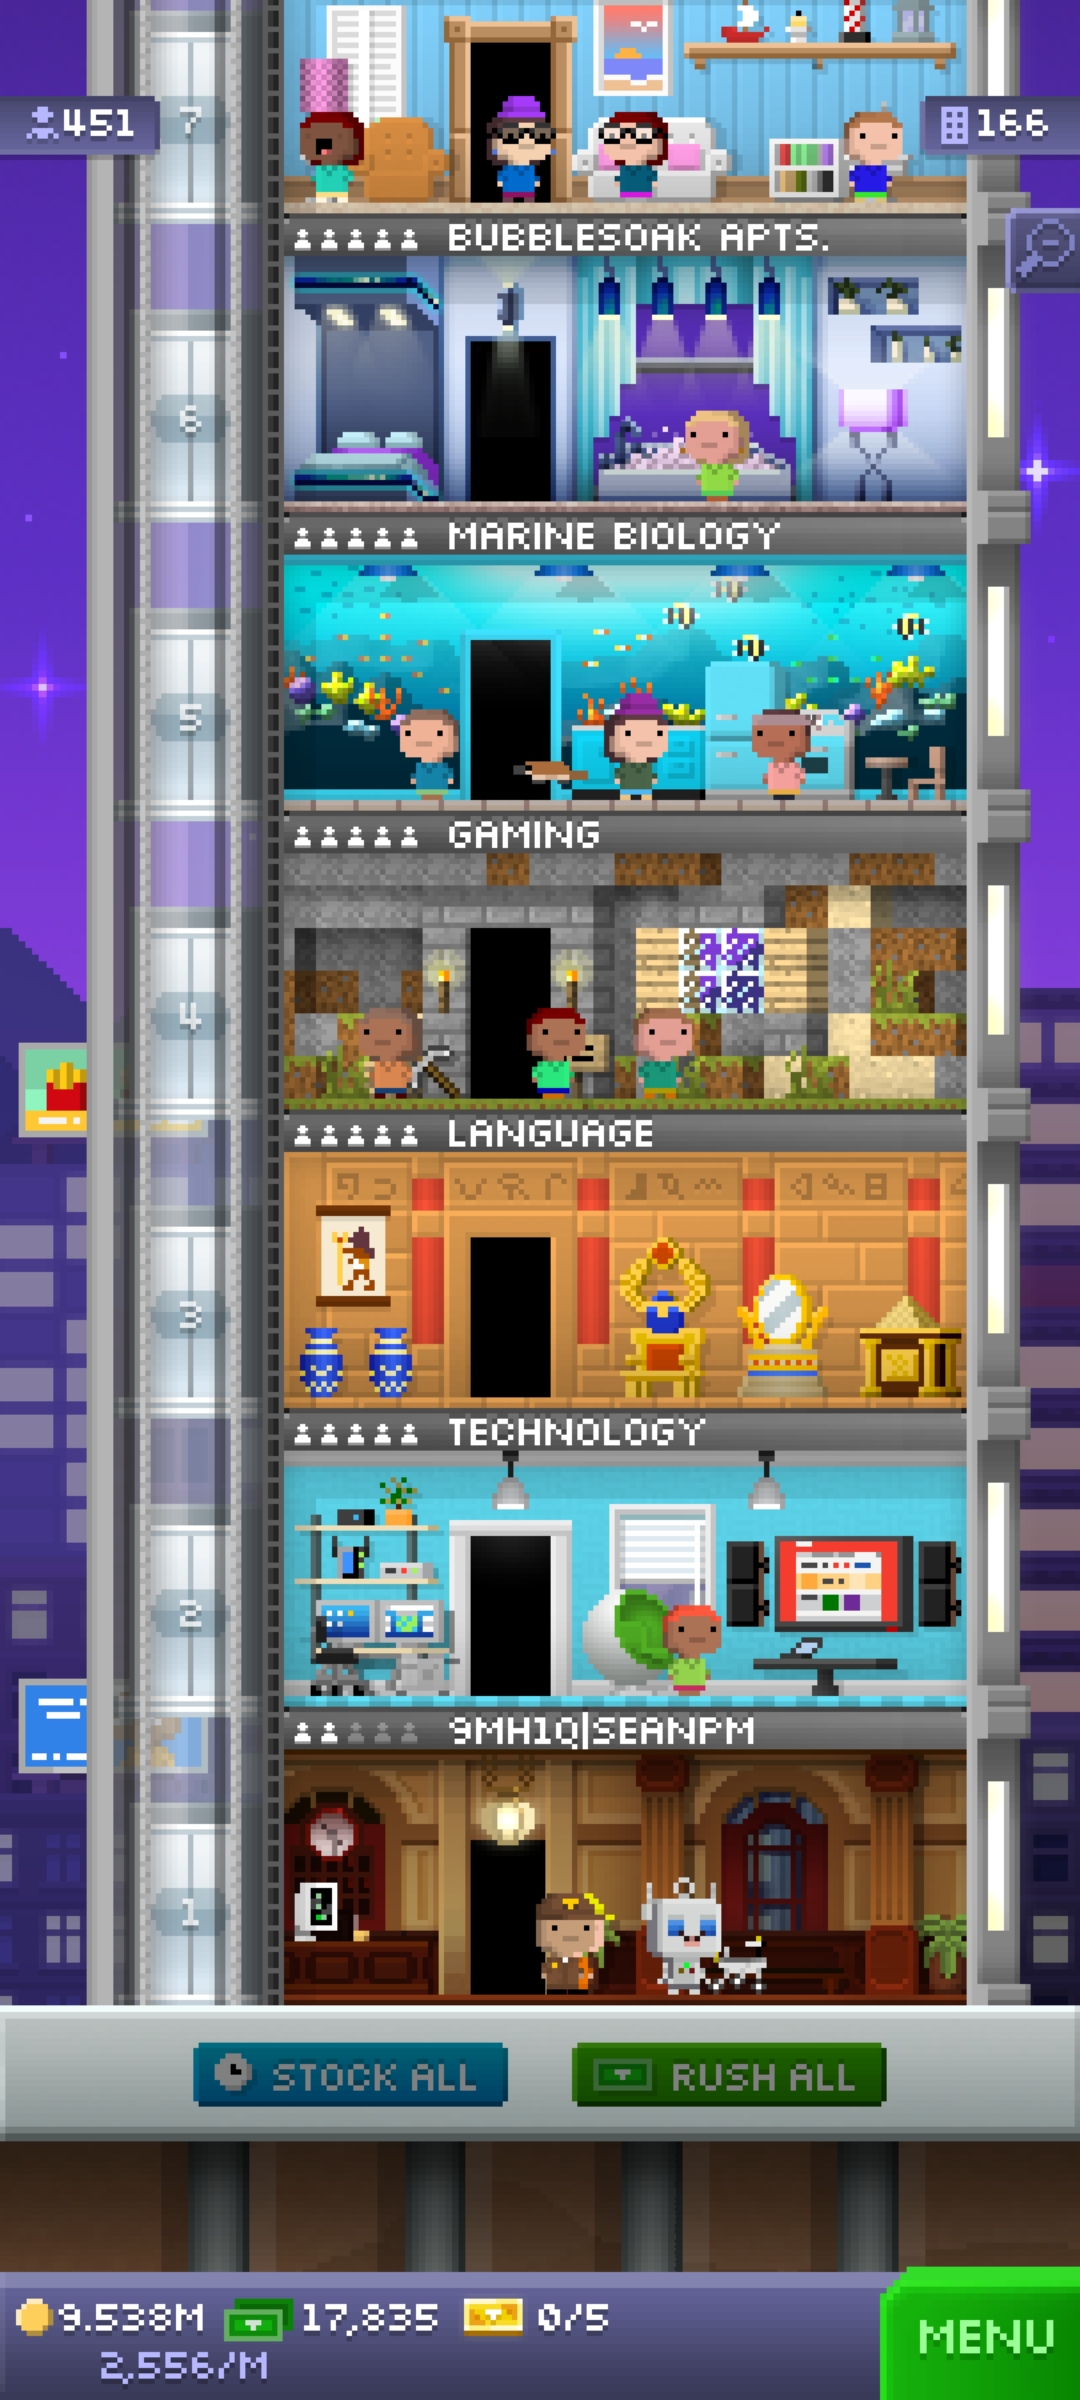 451
7
166
BUBBLESOAK APTS.
6
MARINE BIOLOGY
5
GAMING
4
LANGUAGE
3
TECHNOLOGY
2
9MH1Q|SEANPM
1
STOCK ALL
RUSH ALL
9.538M
17,835
0/5
2,556/M
MENU